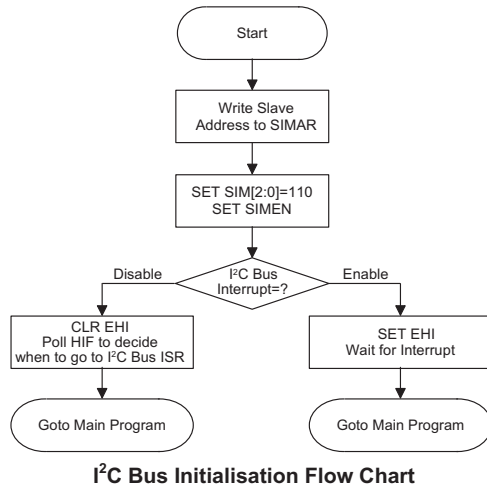 Start
Write Slave
Address to SIMAR
SET SIM[2:0]=110
SET SIMEN
I²C Bus
Interrupt=?
Disable
Enable
CLR EHI
Poll HIF to decide
when to go to I²C Bus ISR
SET EHI
Wait for Interrupt
Goto Main Program
Goto Main Program
I²C Bus Initialisation Flow Chart